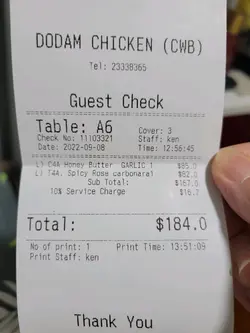 DODAM CHICKEN (CWB)
Tel: 23338365
Guest Check
Table: A6 Cover: 3
Check No: 11103321 Staff: ken
Date: 2022-09-08 Time: 12:56:45
L) C4A Honey Butter GARLIC 1 $85.0
L) T4A. Spicy Rose carbonara1 $82.0
Sub Total: $167.0
10% Service Charge $16.7
Total: $184.0
No of print: 1 Print Time: 13:51:09
Print Staff: ken
Thank You